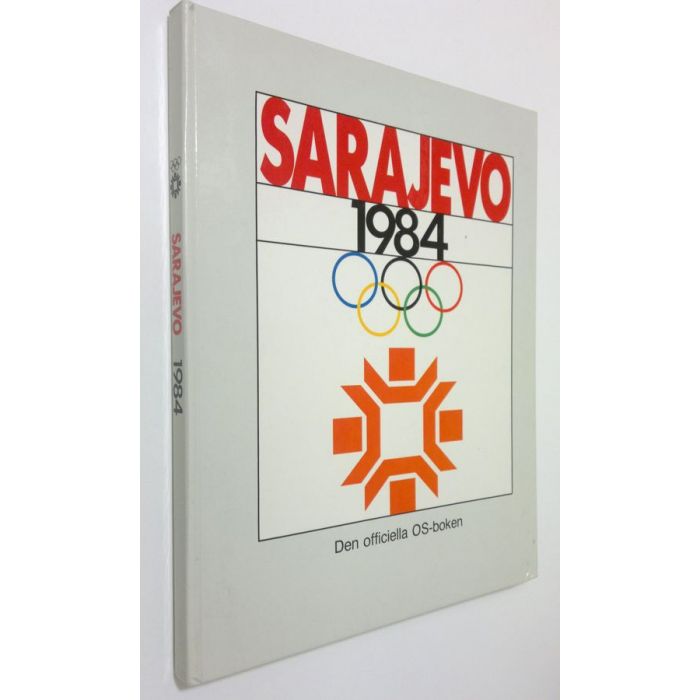 SARAJEVO
1984
Den officiella OS-boken
SARAJEVO 1984